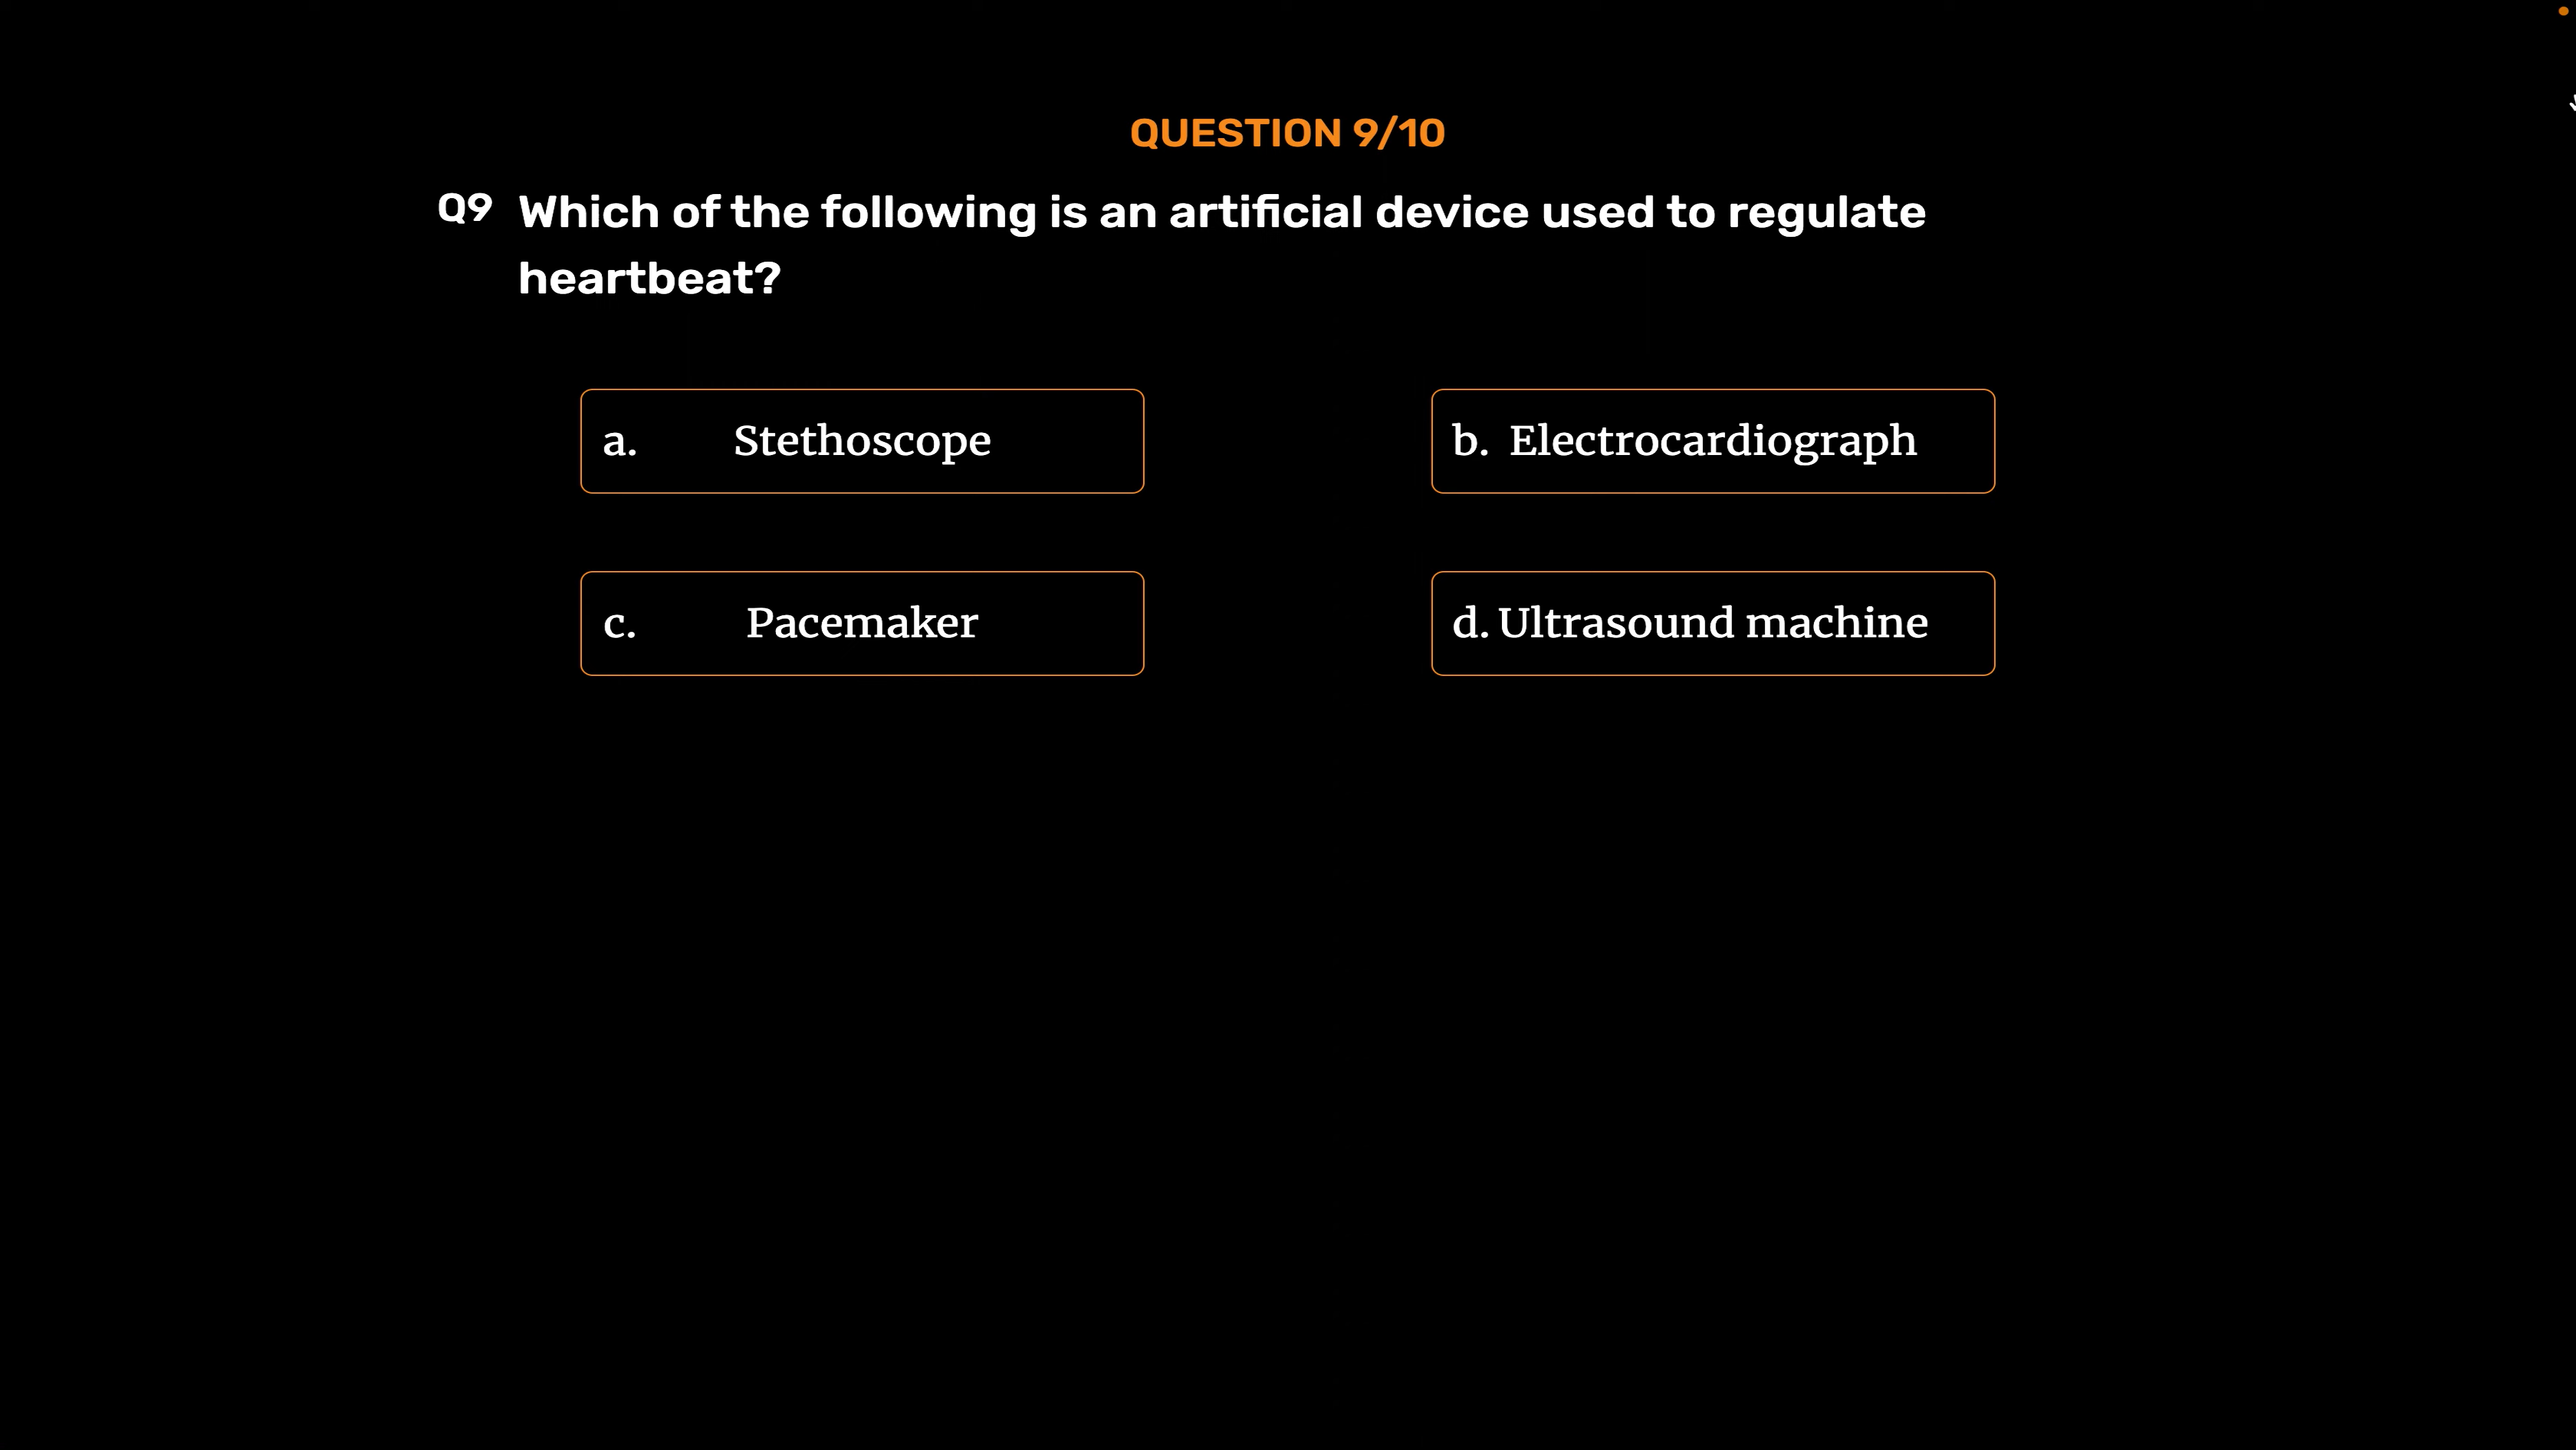 QUESTION 9/10
Q9 Which of the following is an artificial device used to regulate
heartbeat?
a. Stethoscope
b. Electrocardiograph
c. Pacemaker
d. Ultrasound machine